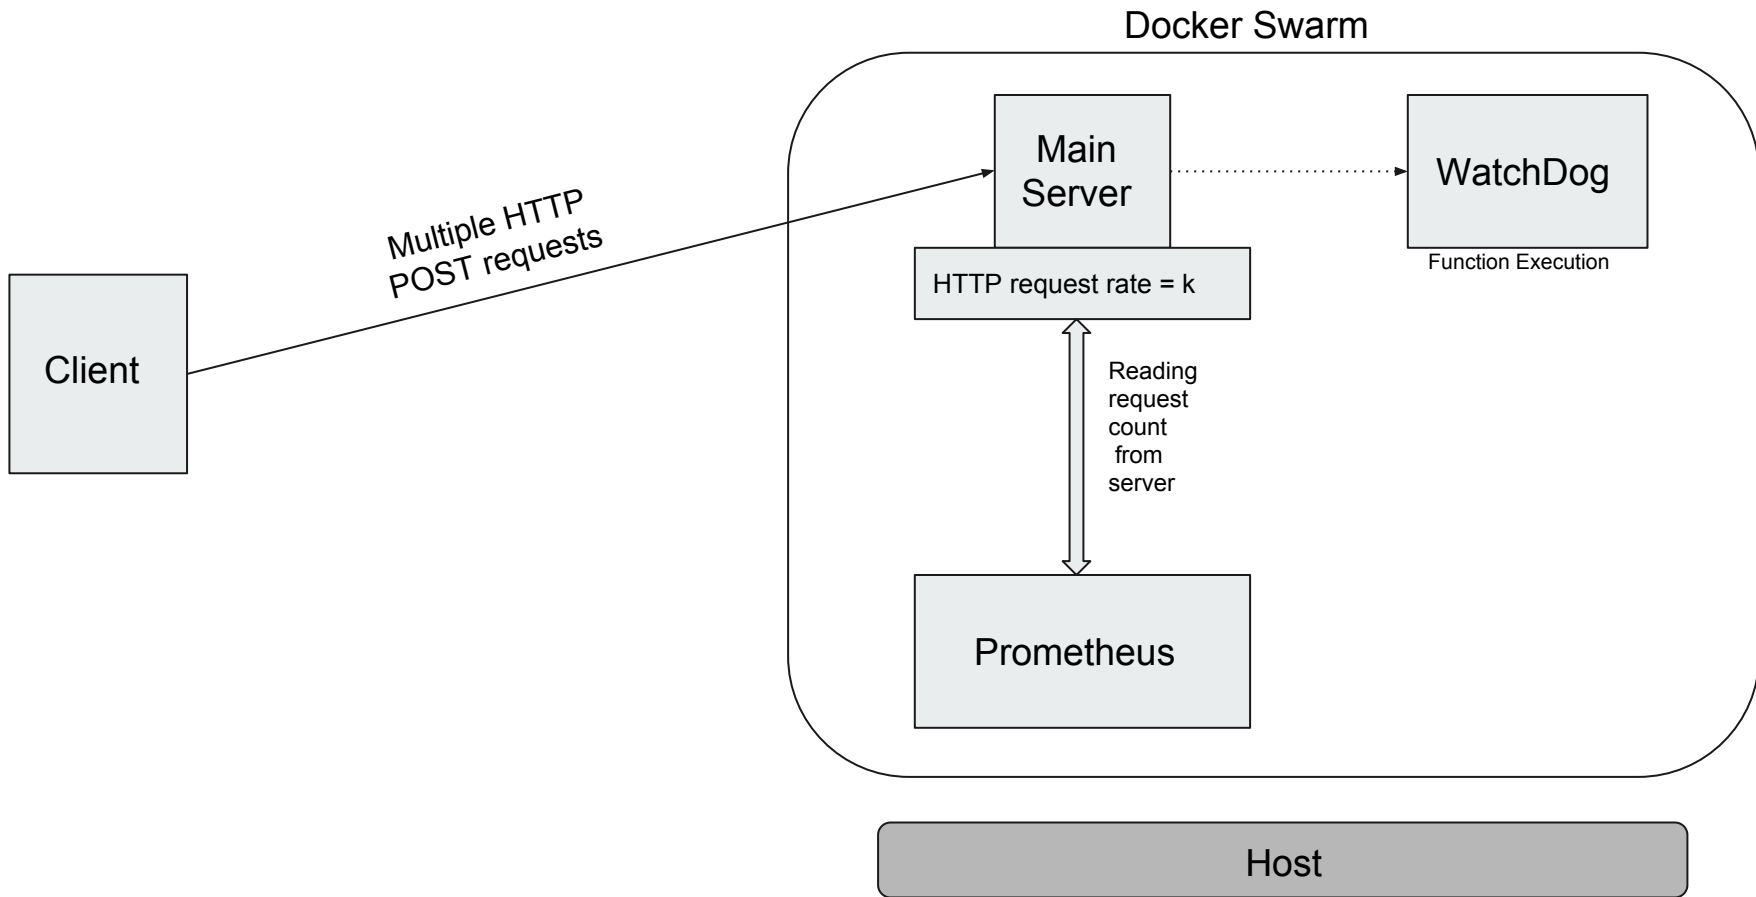 Docker Swarm
Main
Server
WatchDog
Function Execution
Multiple HTTP
POST requests
HTTP request rate = k
Client
Reading
request
count
from
server
Prometheus
Host